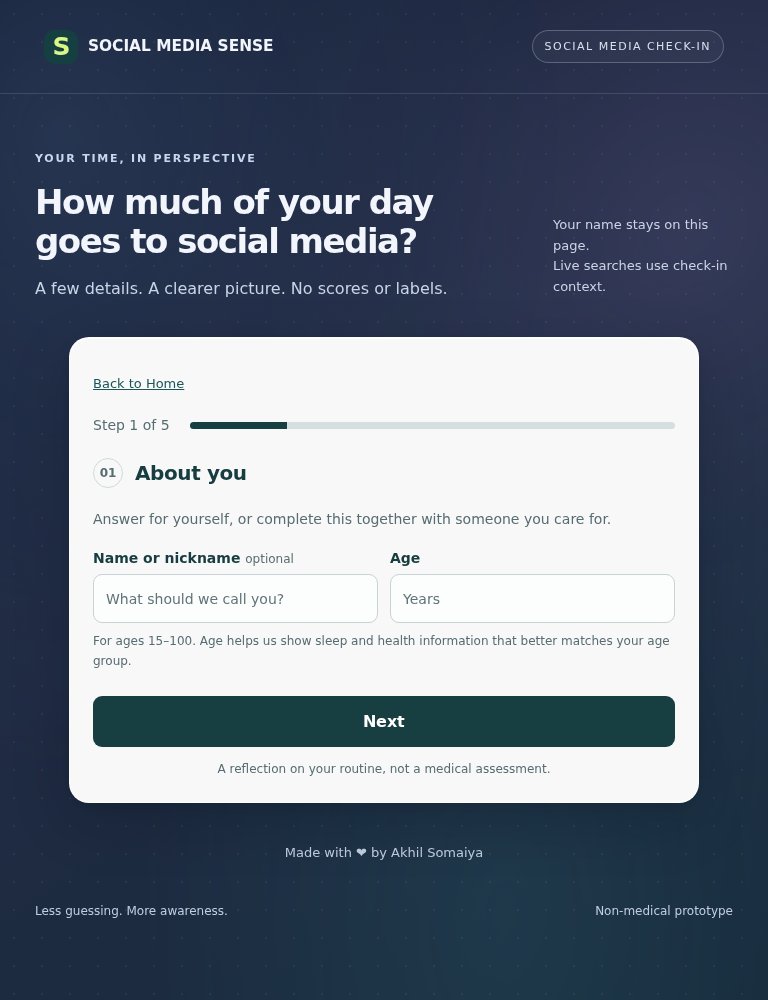 S SOCIAL MEDIA SENSE
SOCIAL MEDIA CHECK-IN
YOUR TIME, IN PERSPECTIVE
How much of your day
goes to social media?
A few details. A clearer picture. No scores or labels.
Your name stays on this
page.
Live searches use check-in
context.
Back to Home
Step 1 of 5
01 About you
Answer for yourself, or complete this together with someone you care for.
Name or nickname optional
Age
What should we call you?
Years
For ages 15–100. Age helps us show sleep and health information that better matches your age
group.
Next
A reflection on your routine, not a medical assessment.
Made with ❤ by Akhil Somaiya
Less guessing. More awareness.
Non-medical prototype